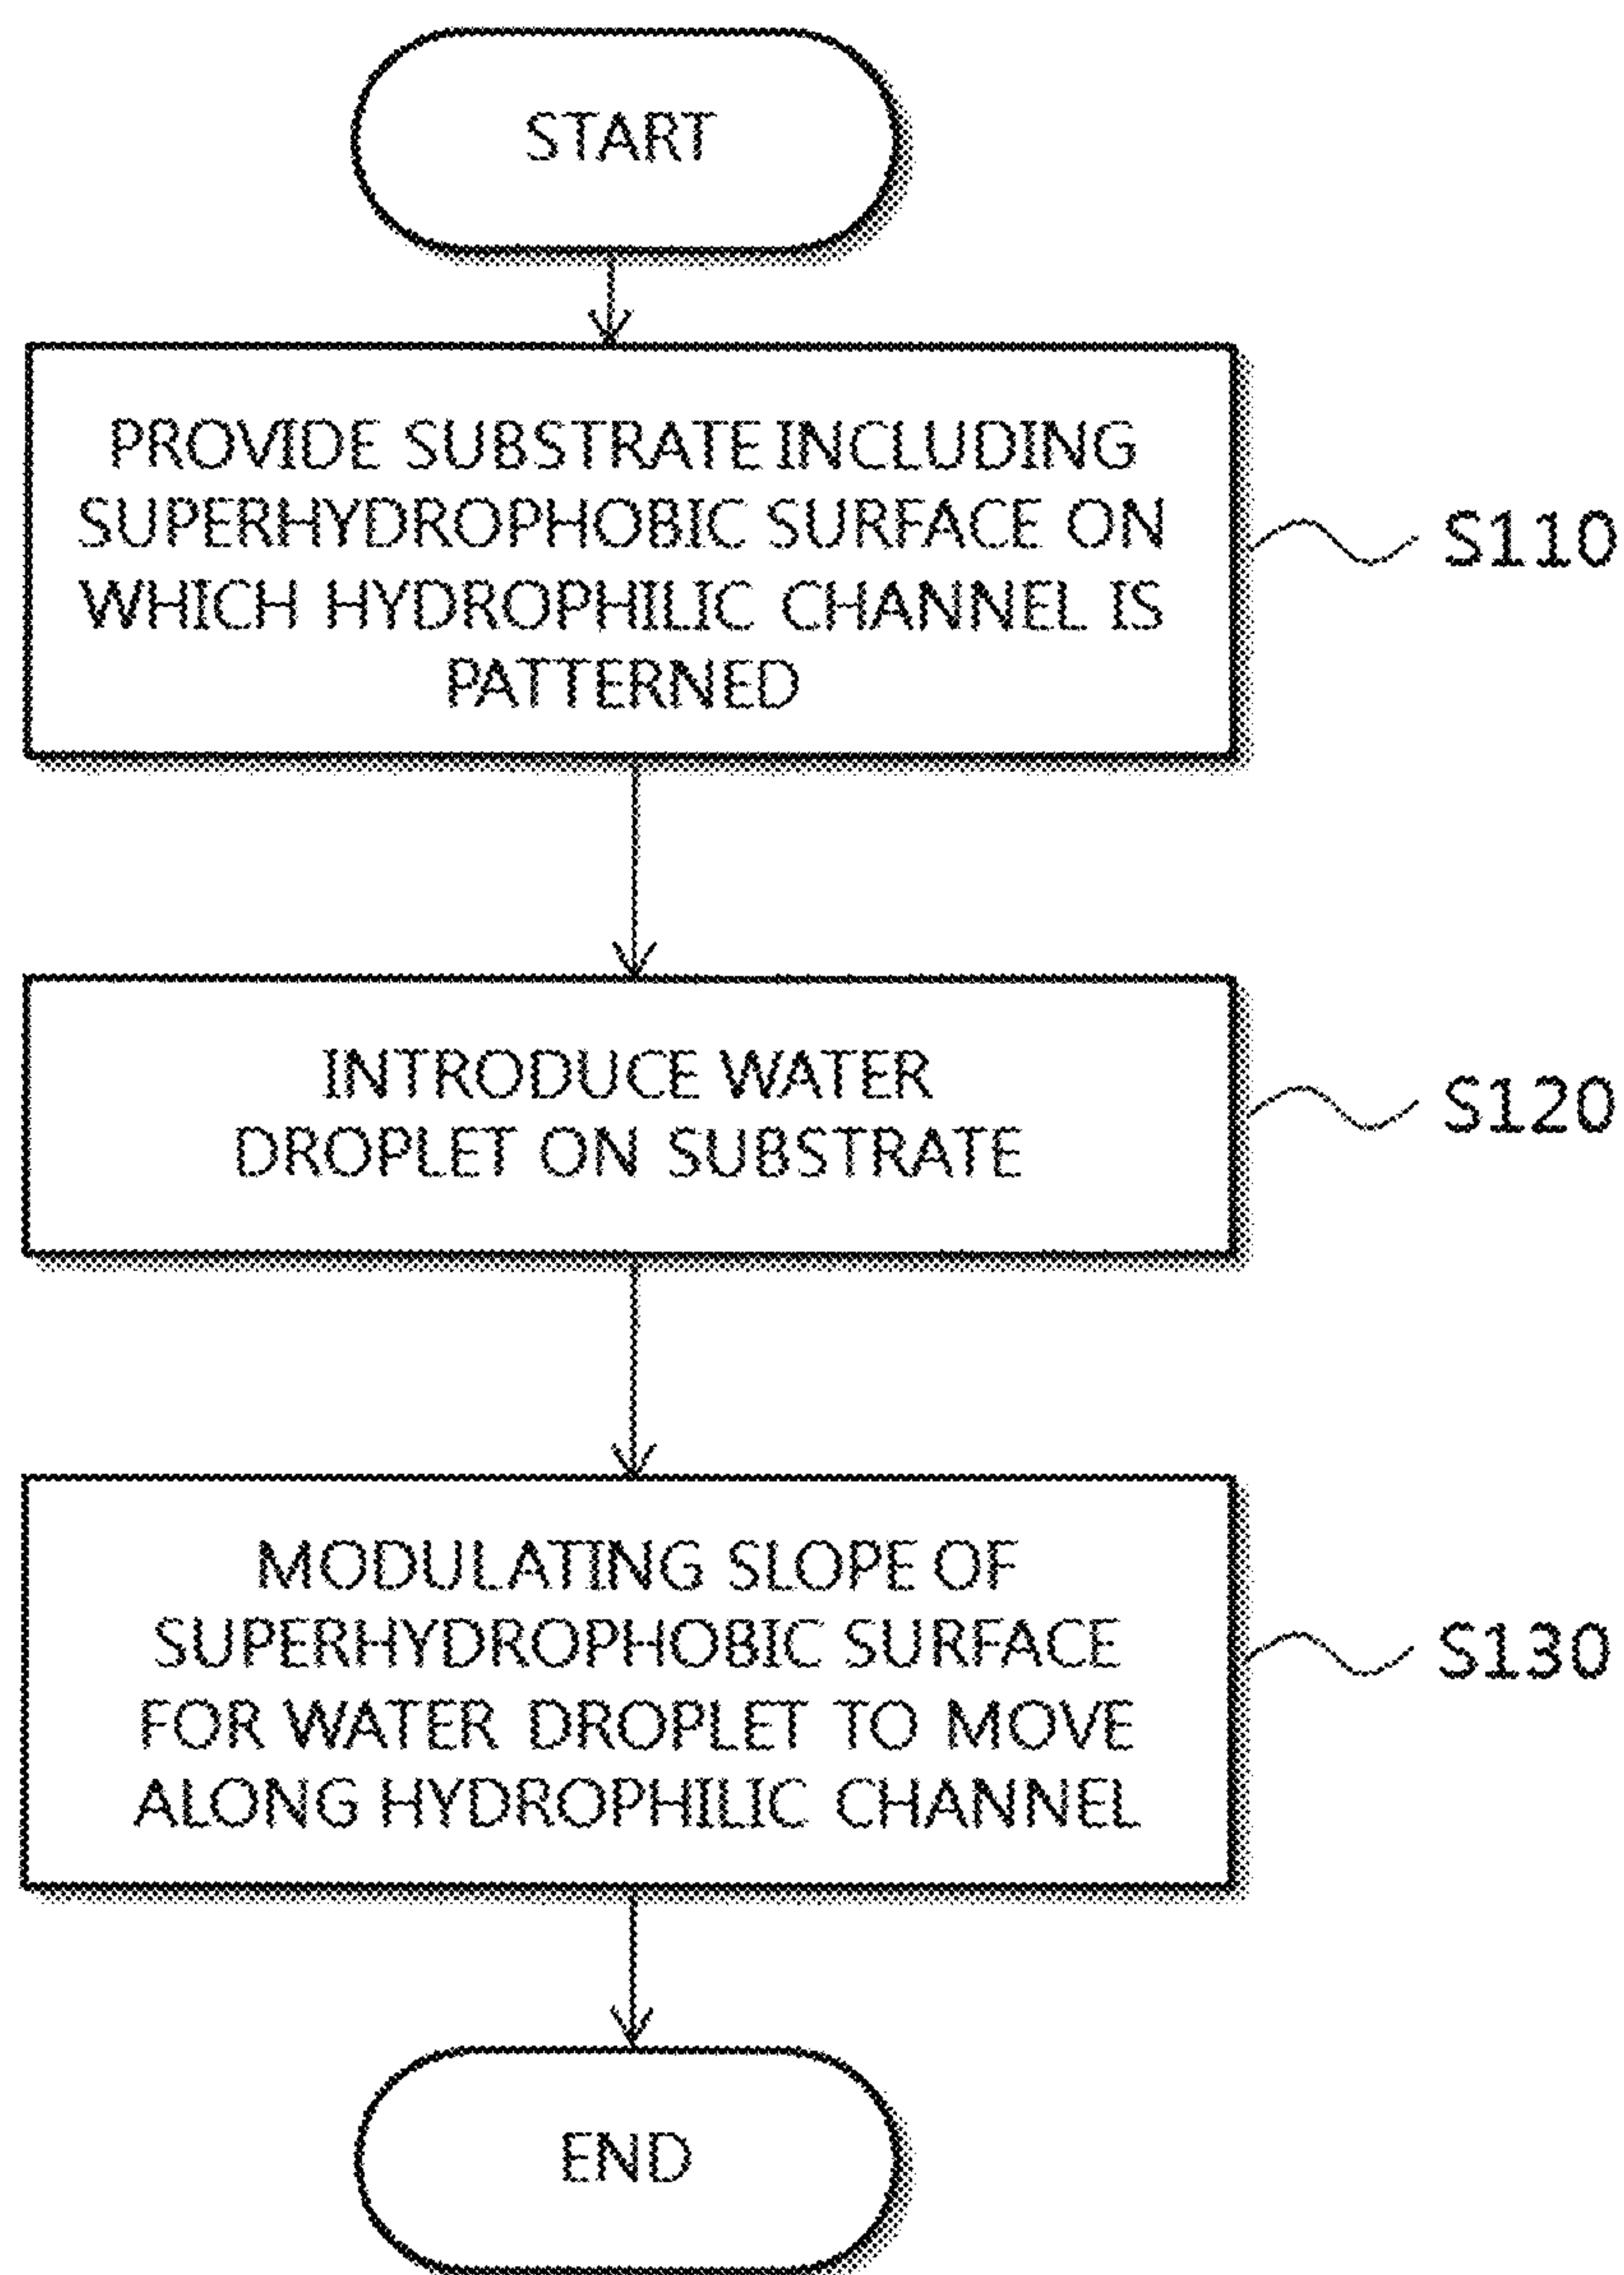 START
PROVIDE SUBSTRATE INCLUDING
SUPERHYDROPHOBIC SURFACE ON
WHICH HYDROPHILIC CHANNEL IS
PATTERNED
S110
INTRODUCE WATER
DROPLET ON SUBSTRATE
S120
MODULATING SLOPE OF
SUPERHYDROPHOBIC SURFACE
FOR WATER DROPLET TO MOVE
ALONG HYDROPHILIC CHANNEL
S130
END